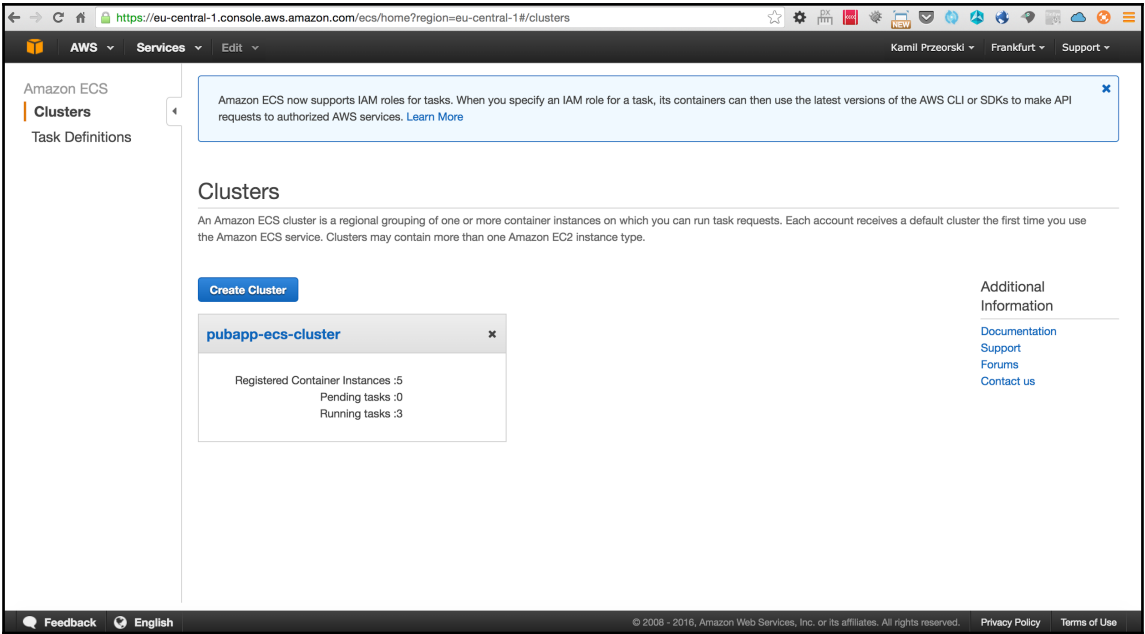 https://eu-central-1.console.aws.amazon.com/ecs/home?region=eu-central-1#/clusters
NEW
AWS Services Edit Kamil Przeorski Frankfurt Support
Amazon ECS
Clusters
Task Definitions
Amazon ECS now supports IAM roles for tasks. When you specify an IAM role for a task, its containers can then use the latest versions of the AWS CLI or SDKs to make API
requests to authorized AWS services. Learn More
Clusters
An Amazon ECS cluster is a regional grouping of one or more container instances on which you can run task requests. Each account receives a default cluster the first time you use
the Amazon ECS service. Clusters may contain more than one Amazon EC2 instance type.
Create Cluster
pubapp-ecs-cluster
Registered Container Instances :5
Pending tasks :0
Running tasks :3
Additional
Information
Documentation
Support
Forums
Contact us
Feedback English © 2008 - 2016, Amazon Web Services, Inc. or its affiliates. All rights reserved. Privacy Policy Terms of Use